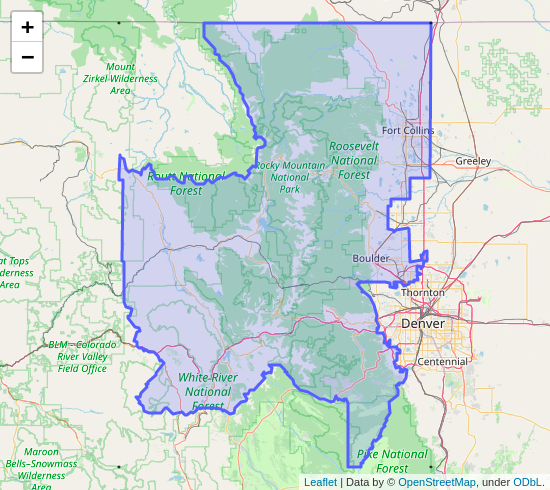 +
−
Mount
Zirkel Wilderness
Area
Fort Collins
Roosevelt
National
Forest
Greeley
Rocky Mountain
National
Park
Routt National
Forest
Boulder
at Tops
derness
Area
Thornton
Denver
BLM—Colorado
River Valley
Field Office
Centennial
White River
National
Forest
Maroon
Bells–Snowmass
Wilderness
Area
Pike National
Forest
Leaflet | Data by © OpenStreetMap, under ODbL.